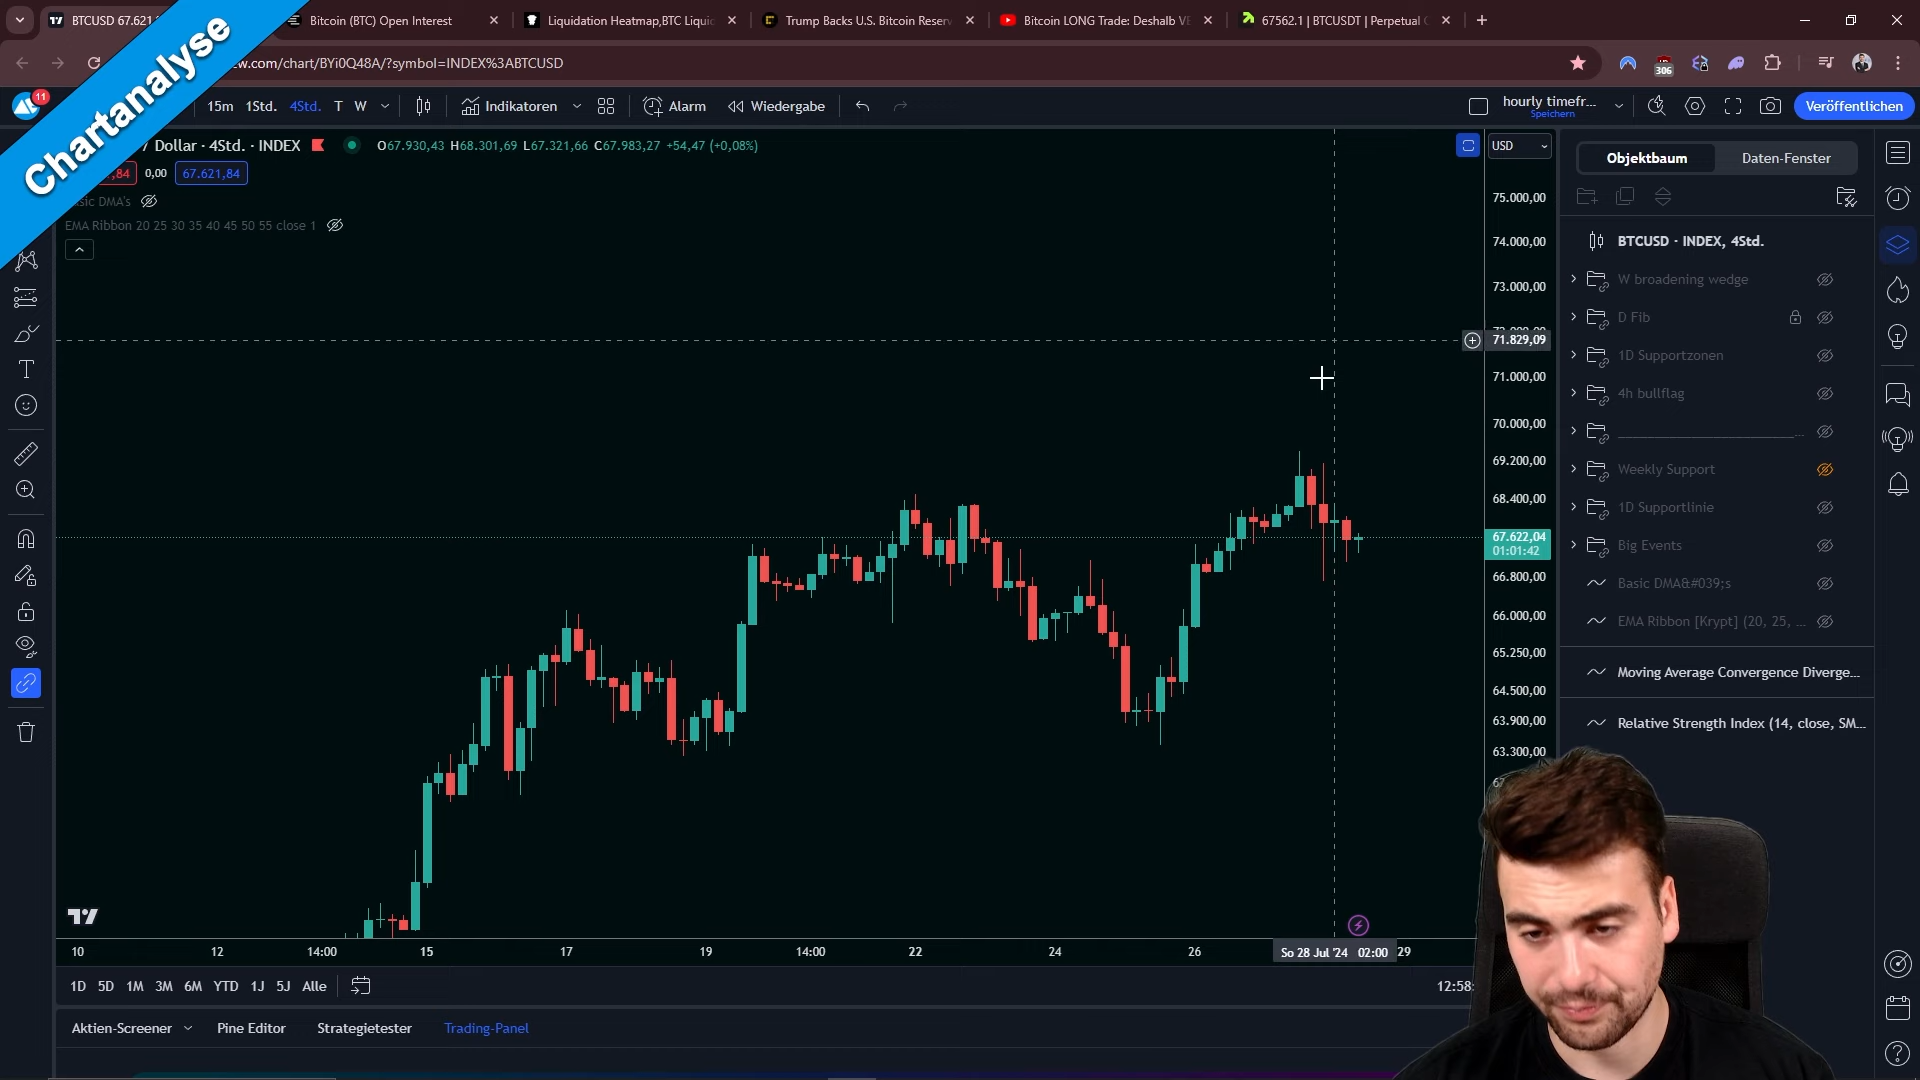 BTCUSD 67.621
Bitcoin (BTC) Open Interest
Liquidation Heatmap,BTC Liquid
Trump Backs U.S. Bitcoin Reserv
Bitcoin LONG Trade: Deshalb VE
67562.1 | BTCUSDT | Perpetual C
ew.com/chart/BYi0Q48A/?symbol=INDEX%3ABTCUSD
306
Chartanalyse
11
15m 1Std. 4Std. T W
Indikatoren
Alarm
Wiedergabe
hourly timefr...
Speichern
Veröffentlichen
/ Dollar · 4Std. · INDEX
O67.930,43 H68.301,69 L67.321,66 C67.983,27 +54,47 (+0,08%)
USD
,84 0,00 67.621,84
sic DMA's
EMA Ribbon 20 25 30 35 40 45 50 55 close 1
75.000,00
74.000,00
73.000,00
71.829,09
71.000,00
70.000,00
69.200,00
68.400,00
67.622,04
01:01:42
66.800,00
66.000,00
65.250,00
64.500,00
63.900,00
63.300,00
Objektbaum
Daten-Fenster
BTCUSD · INDEX, 4Std.
W broadening wedge
D Fib
1D Supportzonen
4h bullflag
Weekly Support
1D Supportlinie
Big Events
Basic DMA&#039;s
EMA Ribbon [Krypt] (20, 25, ...
Moving Average Convergence Diverge...
Relative Strength Index (14, close, SM...
10 12 14:00 15 17 19 14:00 22 24 26 So 28 Jul '24 02:00 29
1D 5D 1M 3M 6M YTD 1J 5J Alle
12:58:
Aktien-Screener
Pine Editor
Strategietester
Trading-Panel